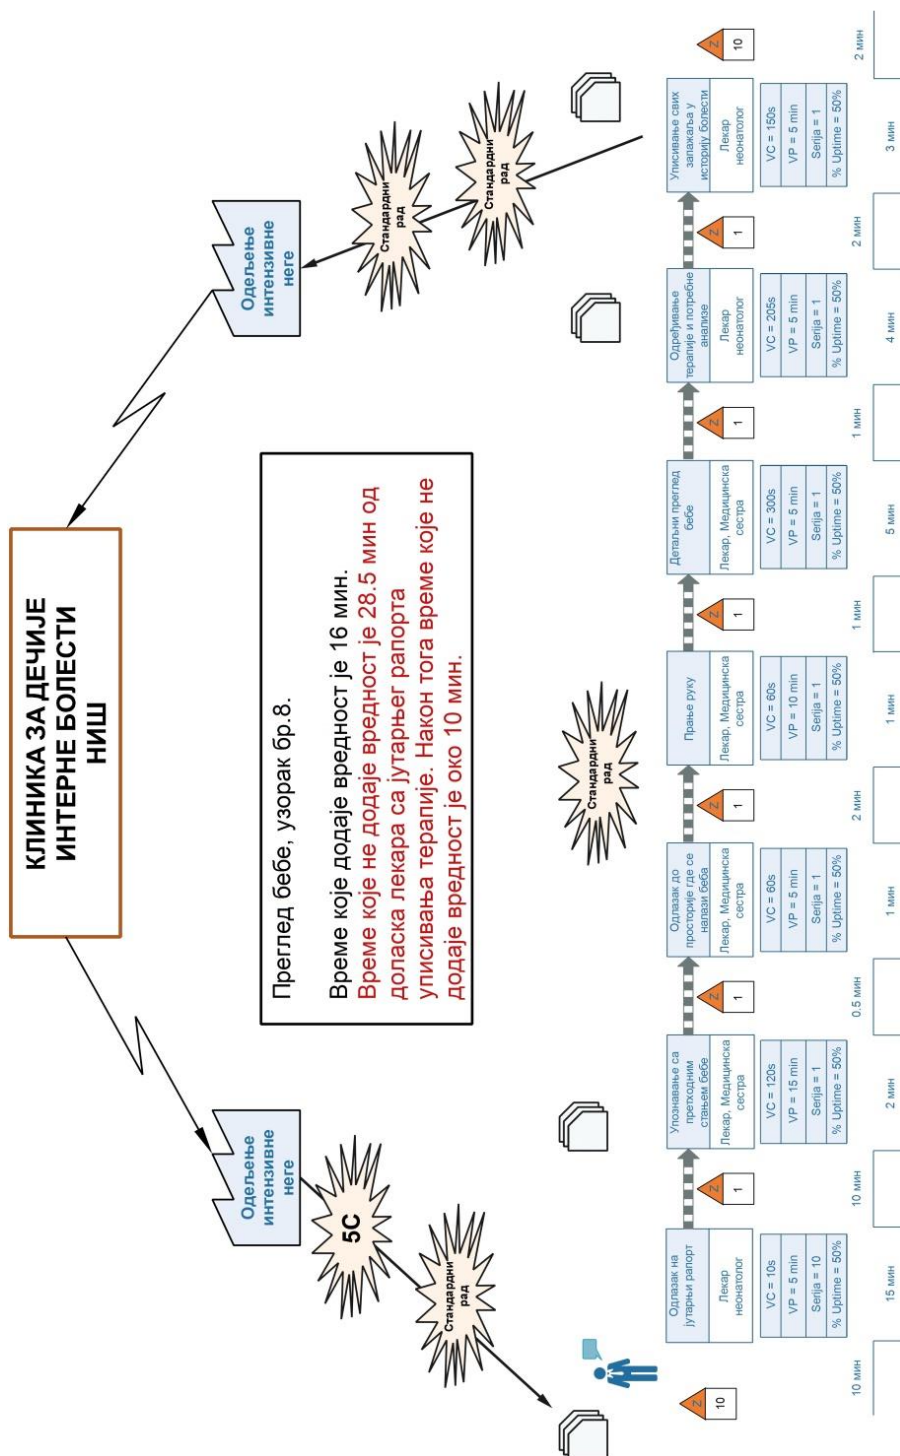 КЛИНИКА ЗА ДЕЧИЈЕ
ИНТЕРНЕ БОЛЕСТИ
НИШ
Одељење
интензивне
неге
Одељење
интензивне
неге
5С
Стандардни
рад
Стандардни
рад
Стандардни
рад
Стандардни
рад
Преглед бебе, узорак бр.8.
Време које додаје вредност је 16 мин.
Време које не додаје вредност је 28.5 мин од
доласка лекара са јутарњег рапорта
уписивања терапије. Након тога време које не
додаје вредност је око 10 мин.
Z
10
Одлазак на
јутарњи рапорт
Лекар
неонатолог
VC = 10s
VP = 5 min
Serija = 10
% Uptime = 50%
Z
1
Упознавање са
претходним
стањем бебе
Лекар, Медицинска
сестра
VC = 120s
VP = 15 min
Serija = 1
% Uptime = 50%
Z
1
Одлазак до
просторије где се
налази беба
Лекар, Медицинска
сестра
VC = 60s
VP = 5 min
Serija = 1
% Uptime = 50%
Z
1
Прање руку
Лекар, Медицинска
сестра
VC = 60s
VP = 10 min
Serija = 1
% Uptime = 50%
Z
1
Детаљни преглед
бебе
Лекар, Медицинска
сестра
VC = 300s
VP = 5 min
Serija = 1
% Uptime = 50%
Z
1
Одређивање
терапије и потребне
анализе
Лекар
неонатолог
VC = 205s
VP = 5 min
Serija = 1
% Uptime = 50%
Z
1
Уписивање свих
запажаља у
историју болести
Лекар
неонатолог
VC = 150s
VP = 5 min
Serija = 1
% Uptime = 50%
Z
10
10 мин
15 мин
10 мин
2 мин
0.5 мин
1 мин
2 мин
1 мин
1 мин
5 мин
1 мин
4 мин
2 мин
3 мин
2 мин